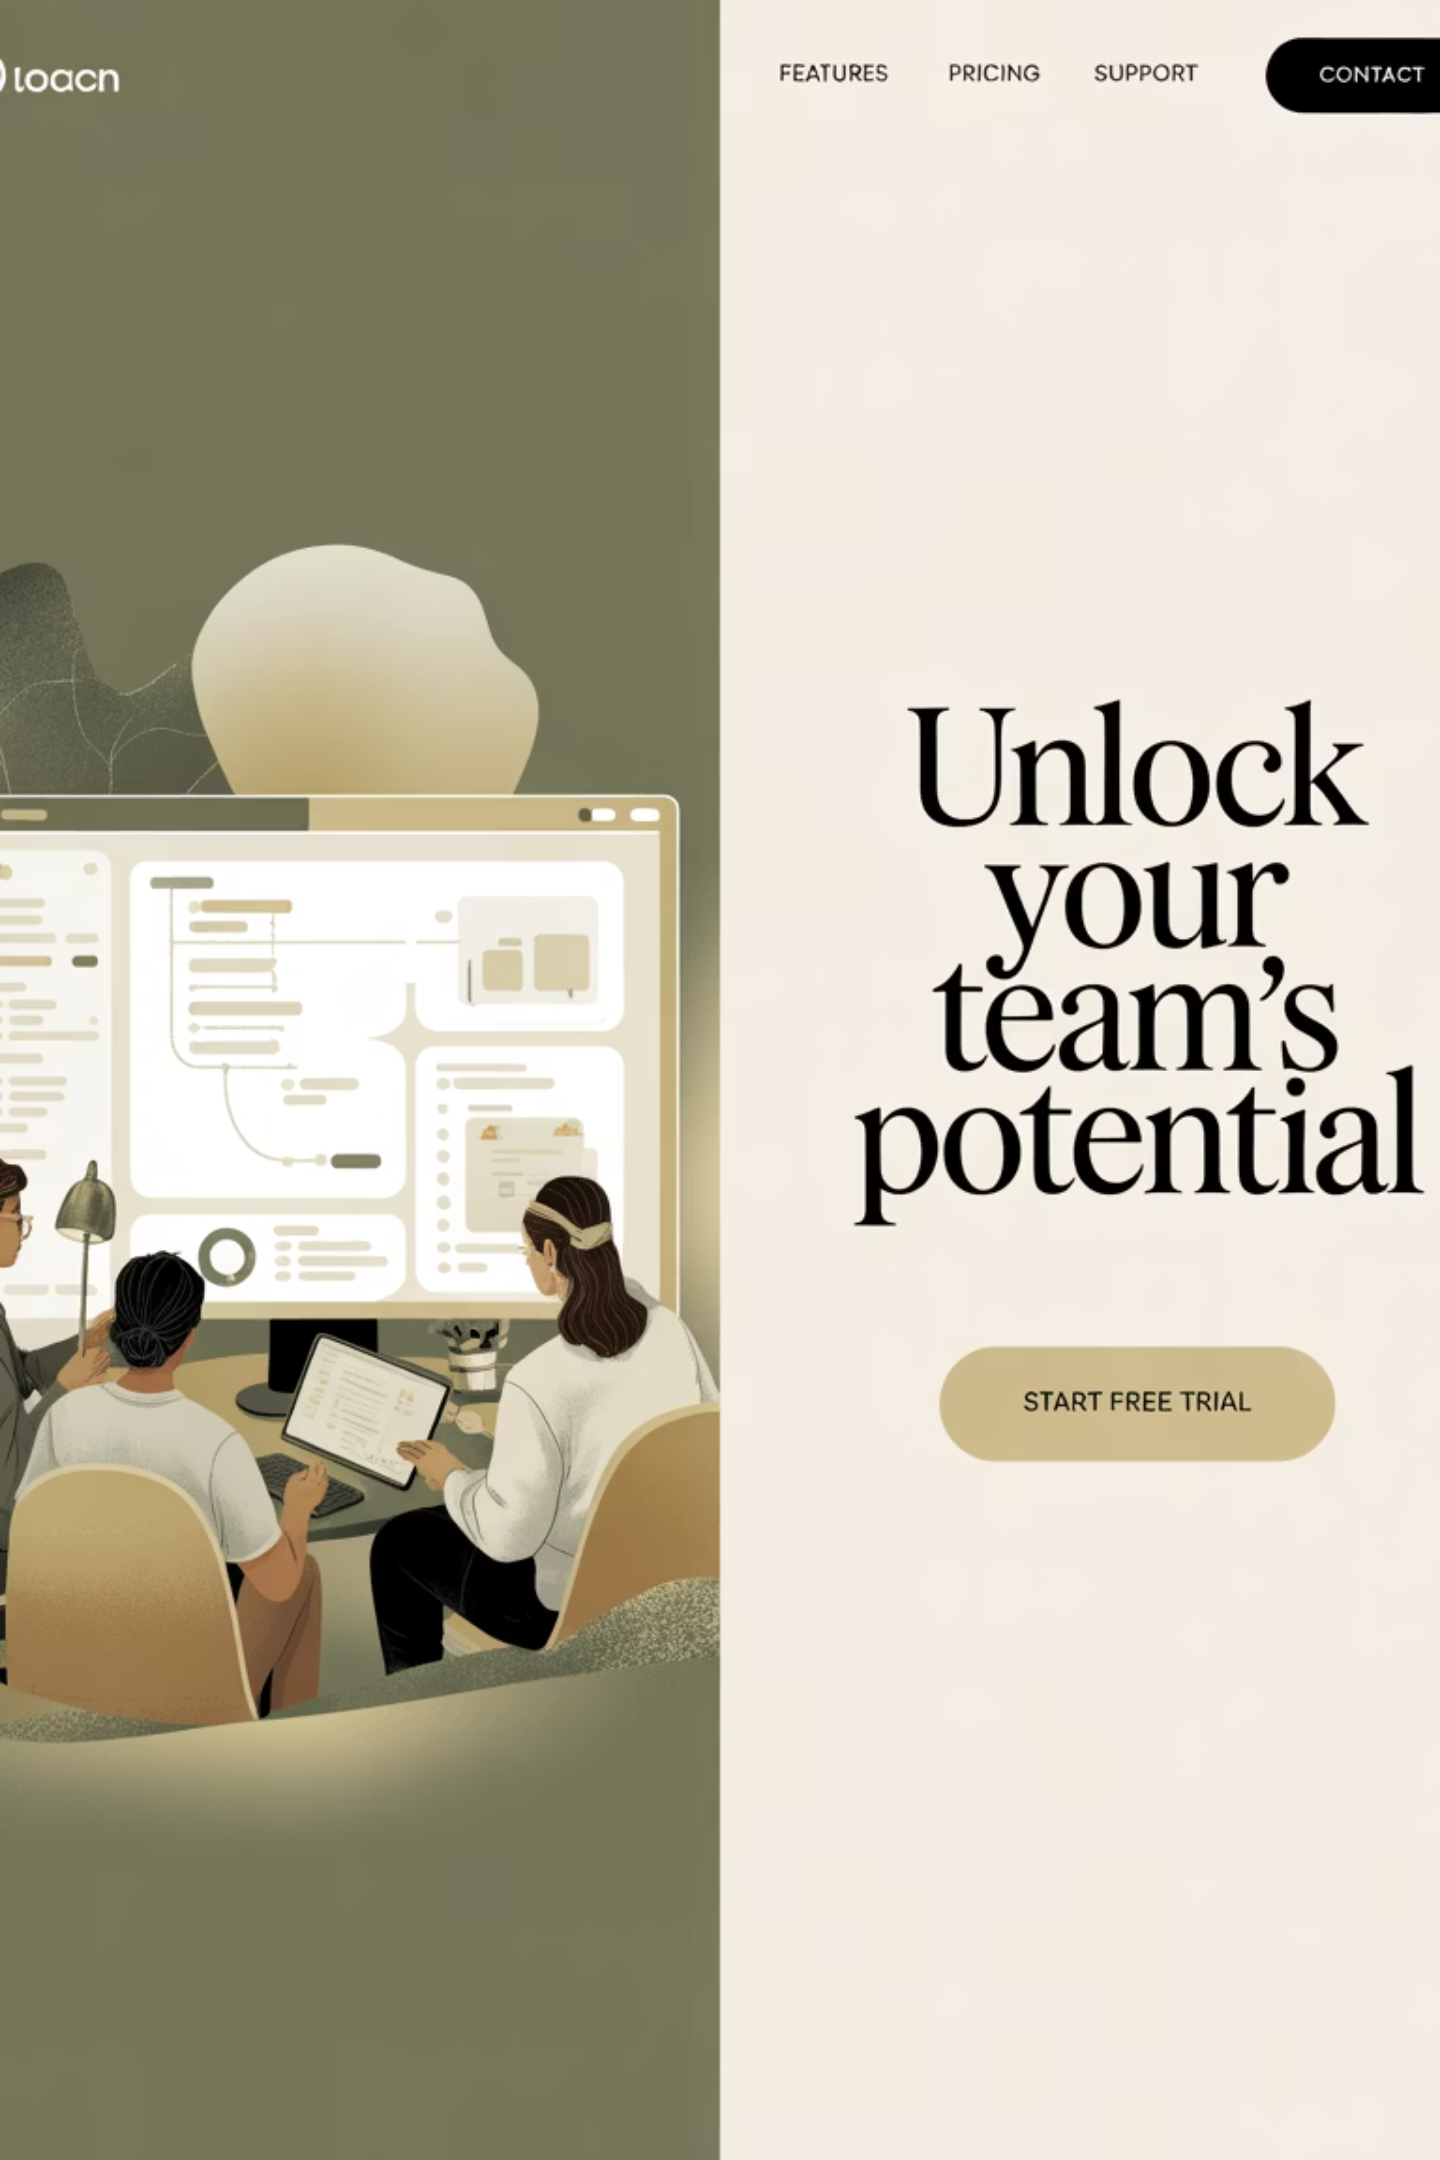 loacn
FEATURES PRICING SUPPORT CONTACT
Unlock
your
team’s
potential
START FREE TRIAL